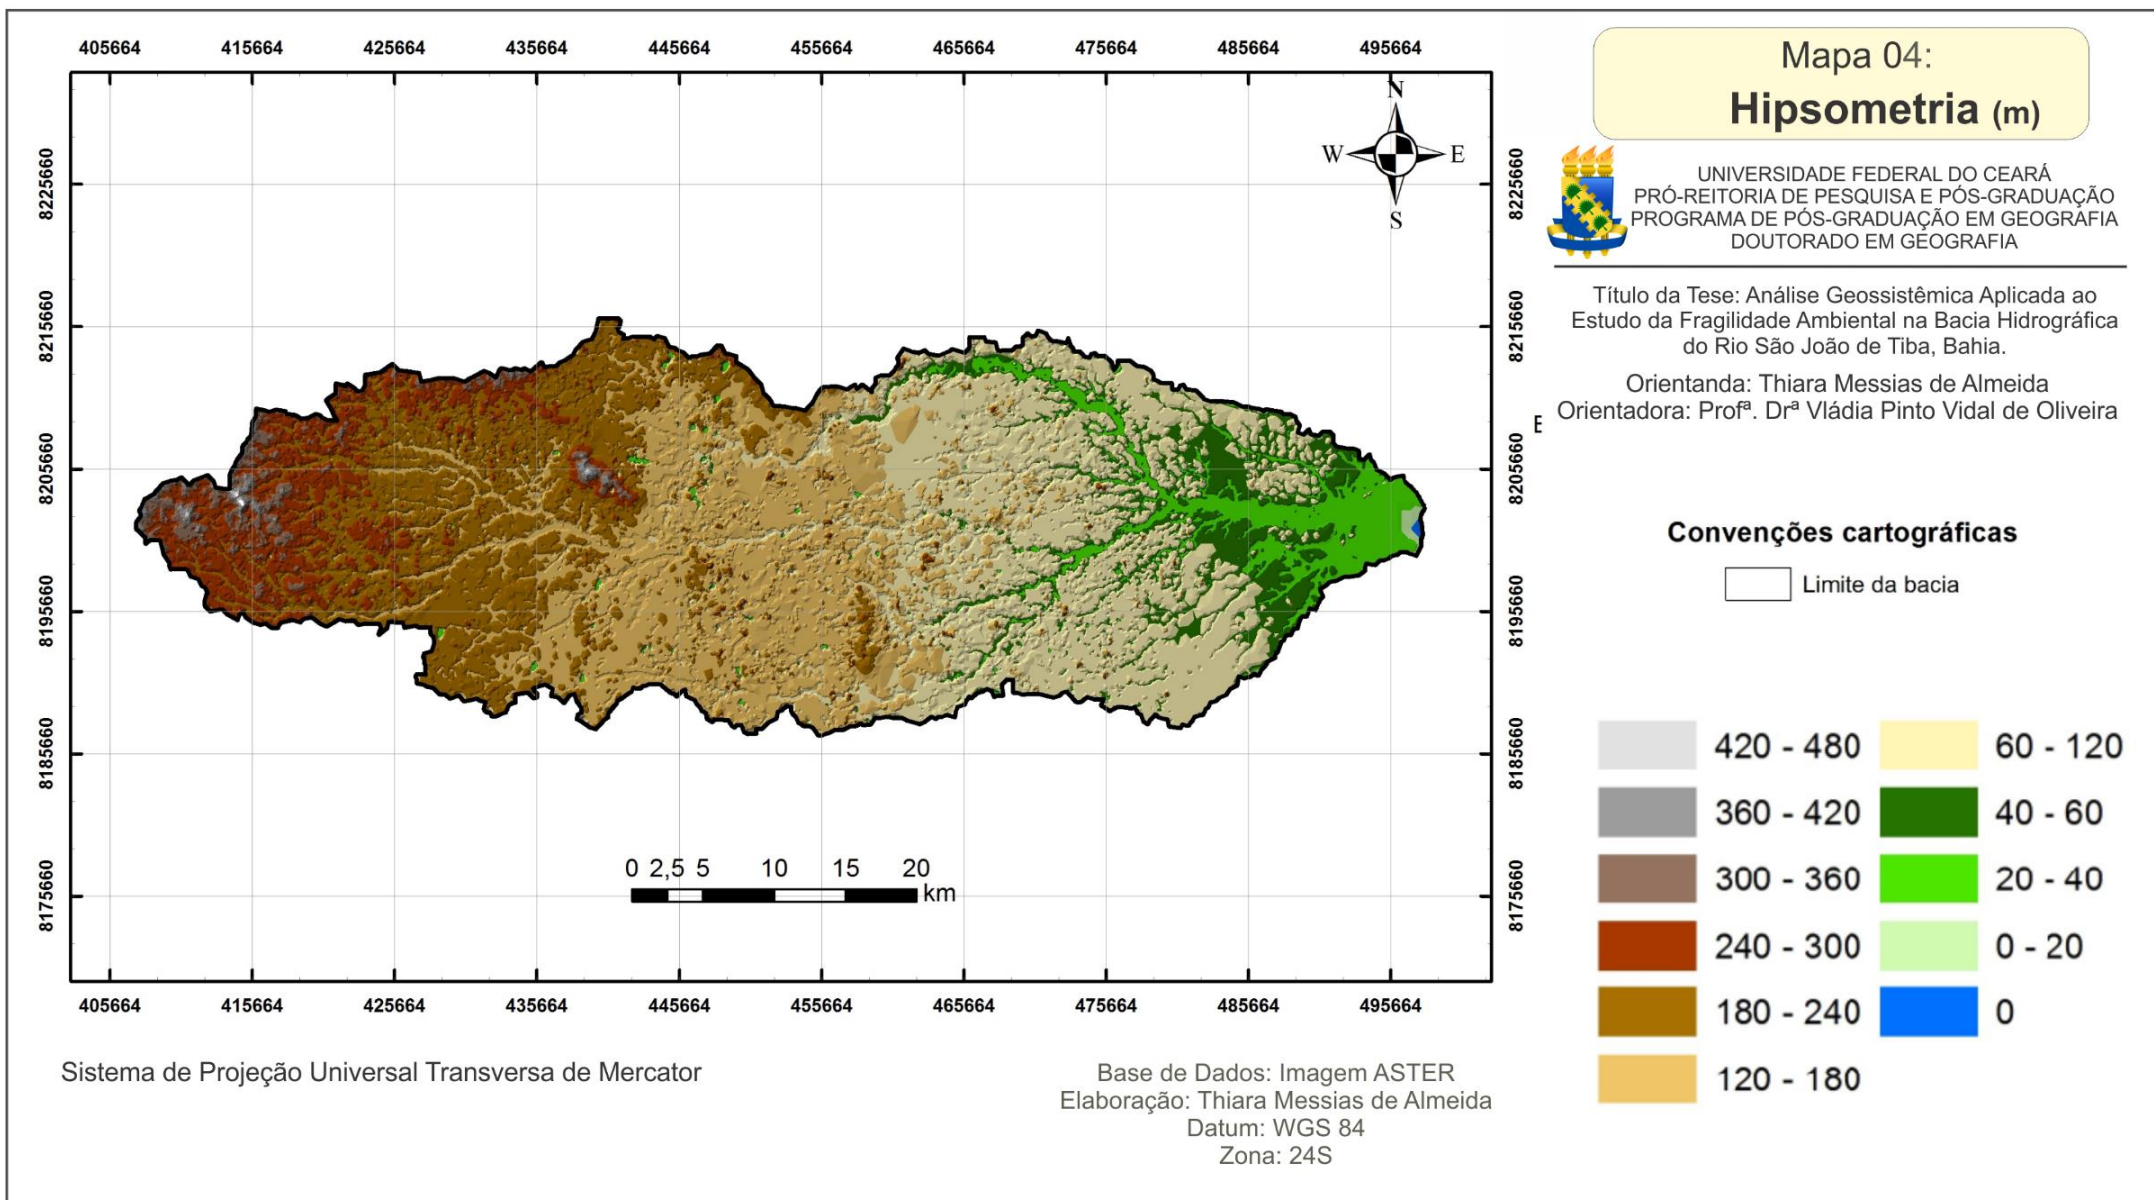 405664 415664 425664 435664 445664 455664 465664 475664 485664 495664
8225660 8215660 8205660 8195660 8185660 8175660
N
W E
S
8225660 8215660 8205660 8195660 8185660 8175660
0 2,5 5 10 15 20
km
405664 415664 425664 435664 445664 455664 465664 475664 485664 495664
Sistema de Projeção Universal Transversa de Mercator
Base de Dados: Imagem ASTER
Elaboração: Thiara Messias de Almeida
Datum: WGS 84
Zona: 24S
Mapa 04:
Hipsometria (m)
UNIVERSIDADE FEDERAL DO CEARÁ
PRÓ-REITORIA DE PESQUISA E PÓS-GRADUAÇÃO
PROGRAMA DE PÓS-GRADUAÇÃO EM GEOGRAFIA
DOUTORADO EM GEOGRAFIA
Título da Tese: Análise Geossistêmica Aplicada ao
Estudo da Fragilidade Ambiental na Bacia Hidrográfica
do Rio São João de Tiba, Bahia.
Orientanda: Thiara Messias de Almeida
Orientadora: Profª. Drª Vládia Pinto Vidal de Oliveira
E
Convenções cartográficas
Limite da bacia
420 - 480
360 - 420
300 - 360
240 - 300
180 - 240
120 - 180
60 - 120
40 - 60
20 - 40
0 - 20
0